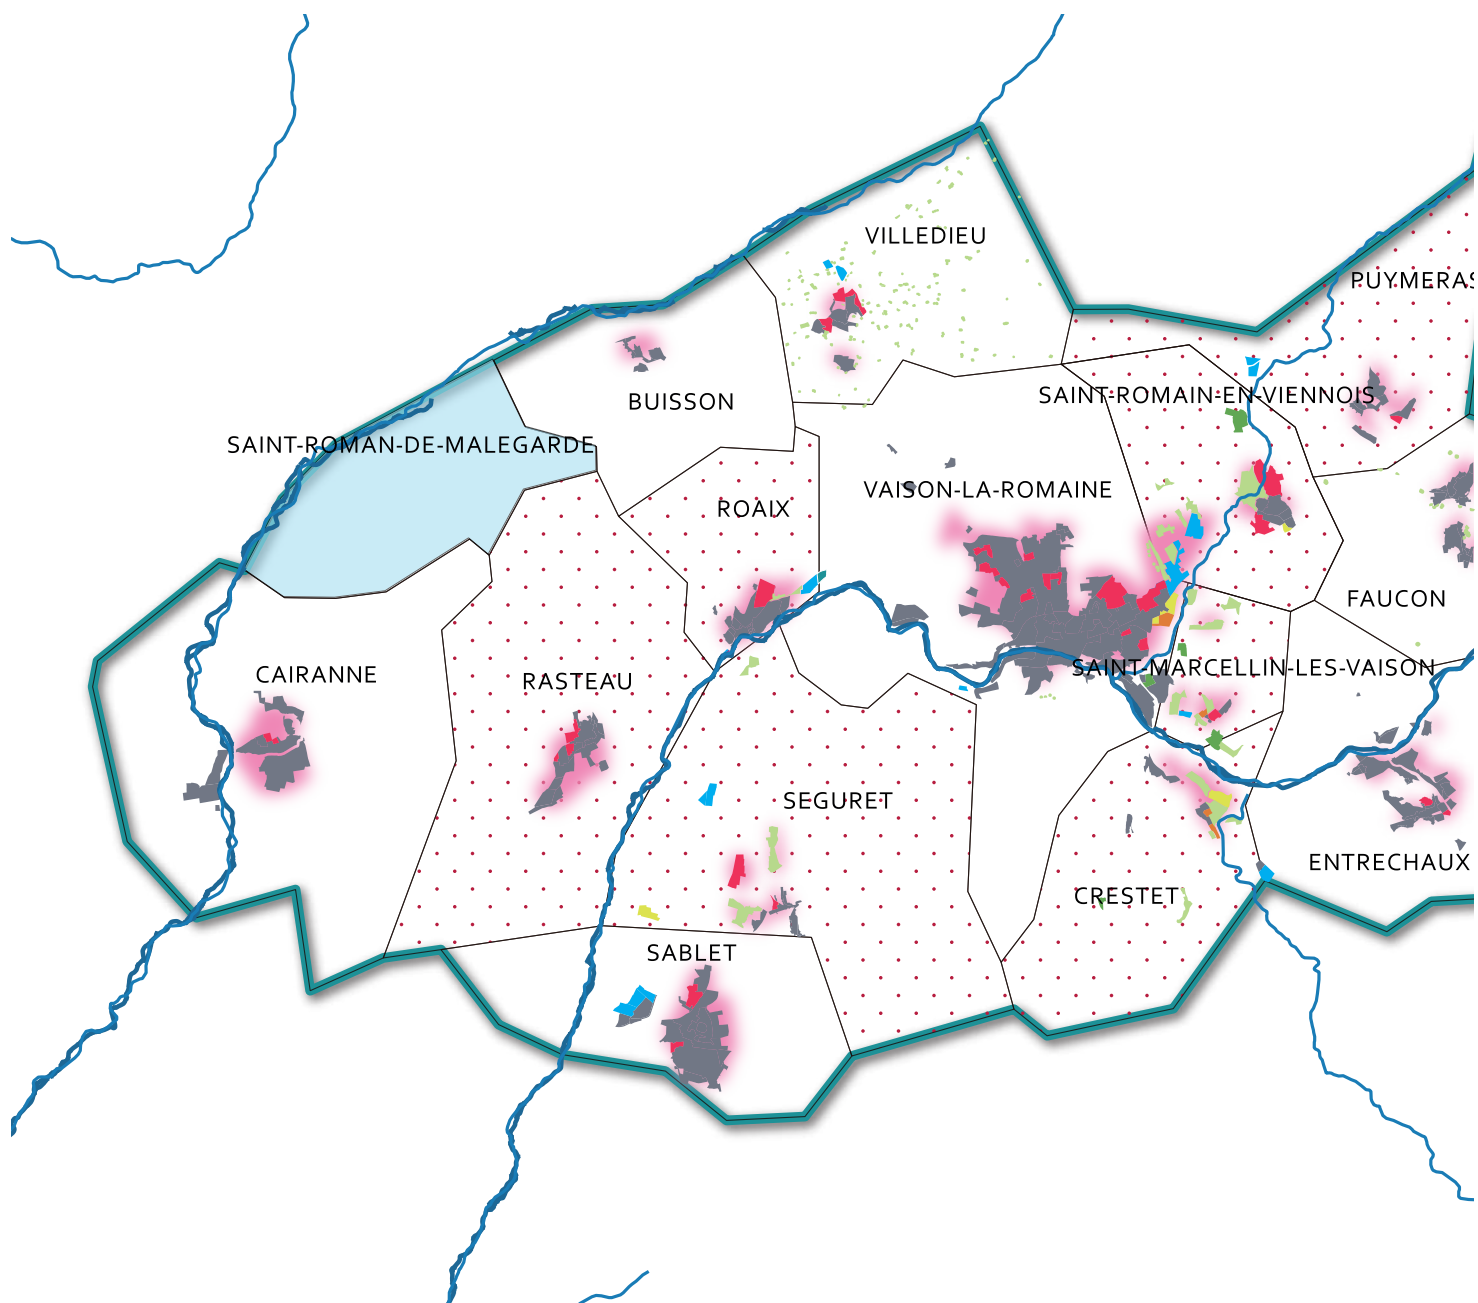 VILLEDIEU
PUYMERAS
SAINT-ROMAIN-EN-VIENNOIS
BUISSON
SAINT-ROMAN-DE-MALEGARDE
VAISON-LA-ROMAINE
ROAIX
FAUCON
SAINT-MARCELLIN-LES-VAISON
CAIRANNE
RASTEAU
SEGURET
ENTRECHAUX
CRESTET
SABLET